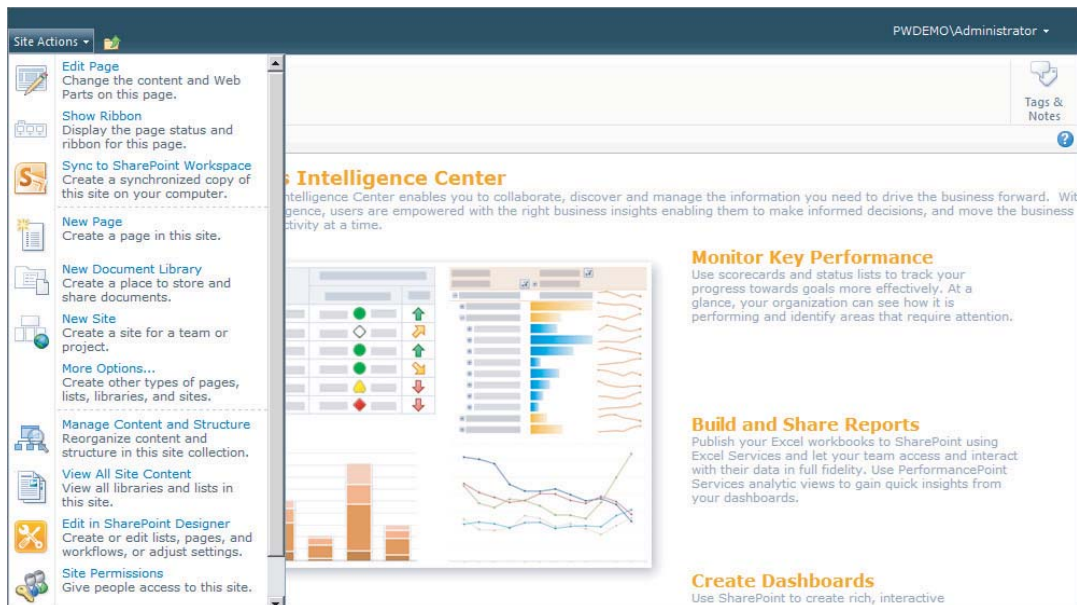 PWDEMO\Administrator
Site Actions
Edit Page
Change the content and Web
Parts on this page.
Show Ribbon
Display the page status and
ribbon for this page.
Sync to SharePoint Workspace
Create a synchronized copy of
this site on your computer.
New Page
Create a page in this site.
New Document Library
Create a place to store and
share documents.
New Site
Create a site for a team or
project.
More Options...
Create other types of pages,
lists, libraries, and sites.
Manage Content and Structure
Reorganize content and
structure in this site collection.
View All Site Content
View all libraries and lists in
this site.
Edit in SharePoint Designer
Create or edit lists, pages, and
workflows, or adjust settings.
Site Permissions
Give people access to this site.
Tags &
Notes
s Intelligence Center
ntelligence Center enables you to collaborate, discover and manage the information you need to drive the business forward. Wit
gence, users are empowered with the right business insights enabling them to make informed decisions, and move the business
ctivity at a time.
Monitor Key Performance
Use scorecards and status lists to track your
progress towards goals more effectively. At a
glance, your organization can see how it is
performing and identify areas that require attention.
Build and Share Reports
Publish your Excel workbooks to SharePoint using
Excel Services and let your team access and interact
with their data in full fidelity. Use PerformancePoint
Services analytic views to gain quick insights from
your dashboards.
Create Dashboards
Use SharePoint to create rich, interactive